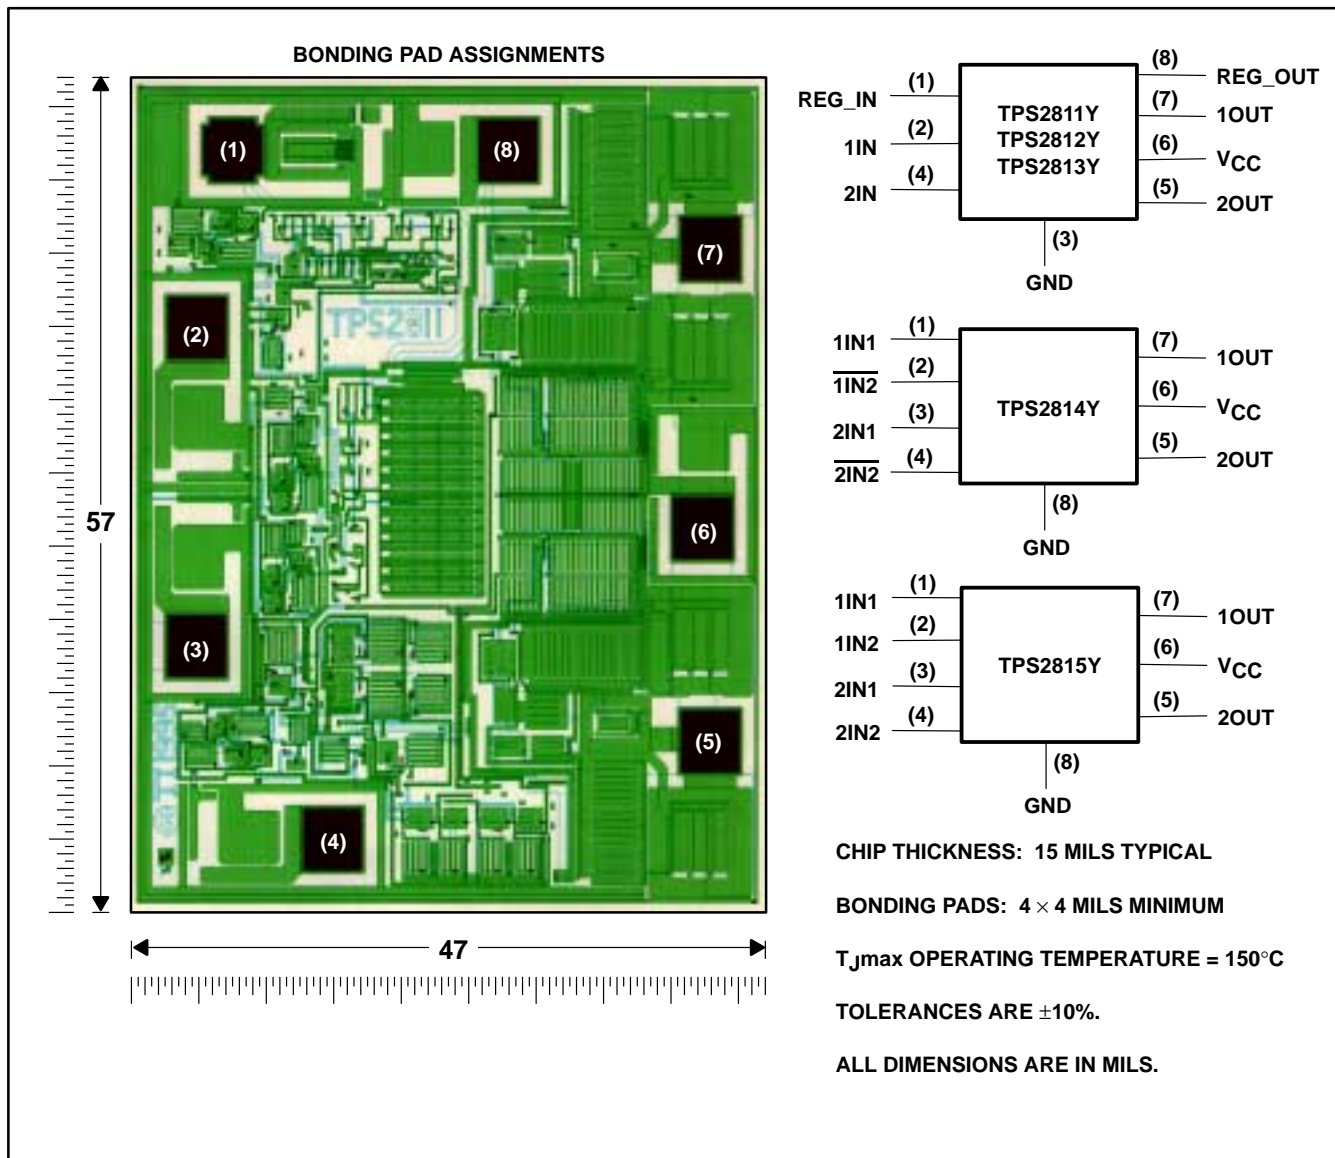 BONDING PAD ASSIGNMENTS
(1)
(8)
(7)
(2)
TPS2811
(6)
(3)
(5)
(4)
57
47
REG_IN (1)
1IN (2)
2IN (4)
TPS2811Y
TPS2812Y
TPS2813Y
(8) REG_OUT
(7) 1OUT
(6) VCC
(5) 2OUT
(3)
GND
1IN1 (1)
1IN2 (2)
2IN1 (3)
2IN2 (4)
TPS2814Y
(7) 1OUT
(6) VCC
(5) 2OUT
(8)
GND
1IN1 (1)
1IN2 (2)
2IN1 (3)
2IN2 (4)
TPS2815Y
(7) 1OUT
(6) VCC
(5) 2OUT
(8)
GND
CHIP THICKNESS: 15 MILS TYPICAL
BONDING PADS: 4 × 4 MILS MINIMUM
TJmax OPERATING TEMPERATURE = 150°C
TOLERANCES ARE ±10%.
ALL DIMENSIONS ARE IN MILS.